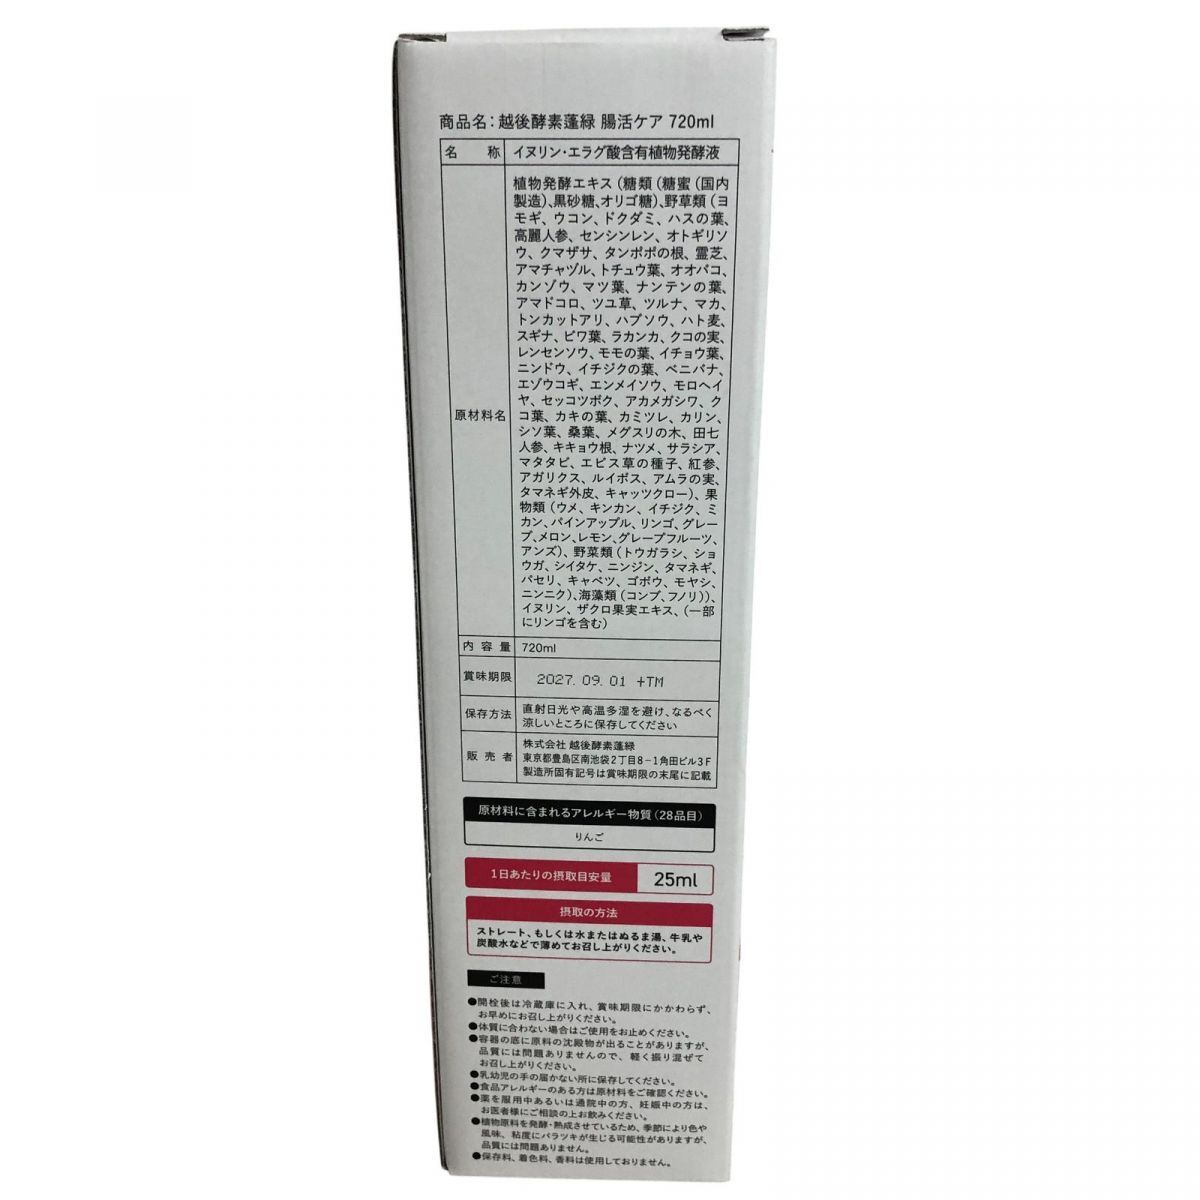 商品名：越後酵素蓬緑 腸活ケア 720ml
名 称 イヌリン・エラグ酸含有植物発酵液
原材料名
植物発酵エキス（糖類（糖蜜（国内
製造）、黒砂糖、オリゴ糖）、野草類（ヨ
モギ、ウコン、ドクダミ、ハスの葉、
高麗人参、センシンレン、オトギリソ
ウ、クマザサ、タンポポの根、霊芝、
アマチャヅル、トチュウ葉、オオバコ、
カンゾウ、マツ葉、ナンテンの葉、
アマドコロ、ツユ草、ツルナ、マカ、
トンカットアリ、ハブソウ、ハト麦、
スギナ、ビワ葉、ラカンカ、クコの実、
レンセンソウ、モモの葉、イチョウ葉、
ニンドウ、イチジクの葉、ベニバナ、
エゾウコギ、エンメイソウ、モロヘイ
ヤ、セッコツボク、アカメガシワ、ク
コ葉、カキの葉、カミツレ、カリン、
シソ葉、桑葉、メグスリの木、田七
人参、キキョウ根、ナツメ、サラシア、
マタタビ、エビス草の種子、紅参、
アガリクス、ルイボス、アムラの実、
タマネギ外皮、キャッツクロー）、果
物類（ウメ、キンカン、イチジク、ミ
カン、パインアップル、リンゴ、グレー
プ、メロン、レモン、グレープフルーツ、
アンズ）、野菜類（トウガラシ、ショ
ウガ、シイタケ、ニンジン、タマネギ、
パセリ、キャベツ、ゴボウ、モヤシ、
ニンニク）、海藻類（コンブ、フノリ））、
イヌリン、ザクロ果実エキス、（一部
にリンゴを含む）
内 容 量 720ml
賞味期限 2027. 09. 01 +TM
保存方法 直射日光や高温多湿を避け、なるべく
涼しいところに保存してください
販 売 者 株式会社 越後酵素蓬緑
東京都豊島区南池袋2丁目8-1角田ビル3F
製造所固有記号は賞味期限の末尾に記載
原材料に含まれるアレルギー物質（28品目）
りんご
1日あたりの摂取目安量 25ml
摂取の方法
ストレート、もしくは水またはぬるま湯、牛乳や
炭酸水などで薄めてお召し上がりください。
ご注意
●開栓後は冷蔵庫に入れ、賞味期限にかかわらず、
お早めにお召し上がりください。
●体質に合わない場合はご使用をお止めください。
●容器の底に原料の沈殿物が出ることがありますが、
品質には問題ありませんので、軽く振り混ぜて
お召し上がりください。
●乳幼児の手の届かない所に保存してください。
●食品アレルギーのある方は原材料をご確認ください。
●薬を服用中あるいは通院中の方、妊娠中の方は、
お医者様にご相談の上お飲みください。
●植物原料を発酵・熟成させているため、季節により色や
風味、粘度にバラツキが生じる可能性がありますが、
品質には問題ありません。
●保存料、着色料、香料は使用しておりません。